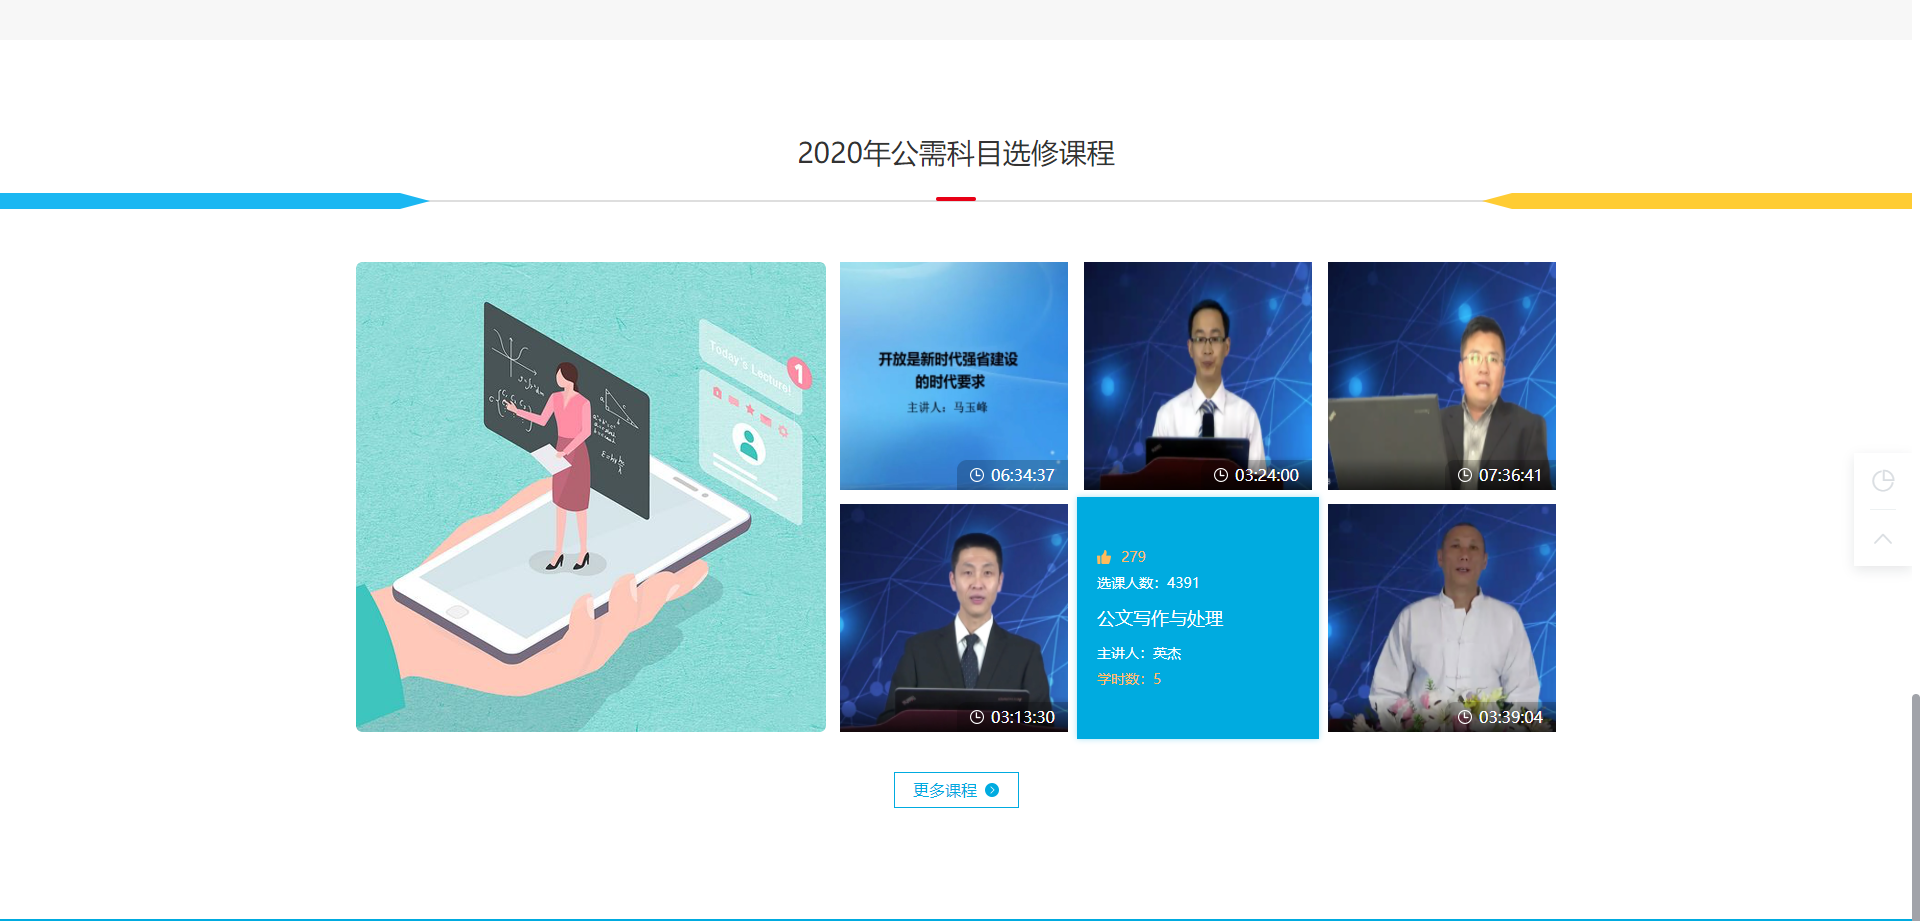 2020年公需科目选修课程
Today's Lecture!
1
开放是新时代强省建设
的时代要求
主讲人：马玉峰
06:34:37
03:24:00
07:36:41
03:13:30
279
选课人数：4391
公文写作与处理
主讲人：英杰
学时数：5
03:39:04
更多课程